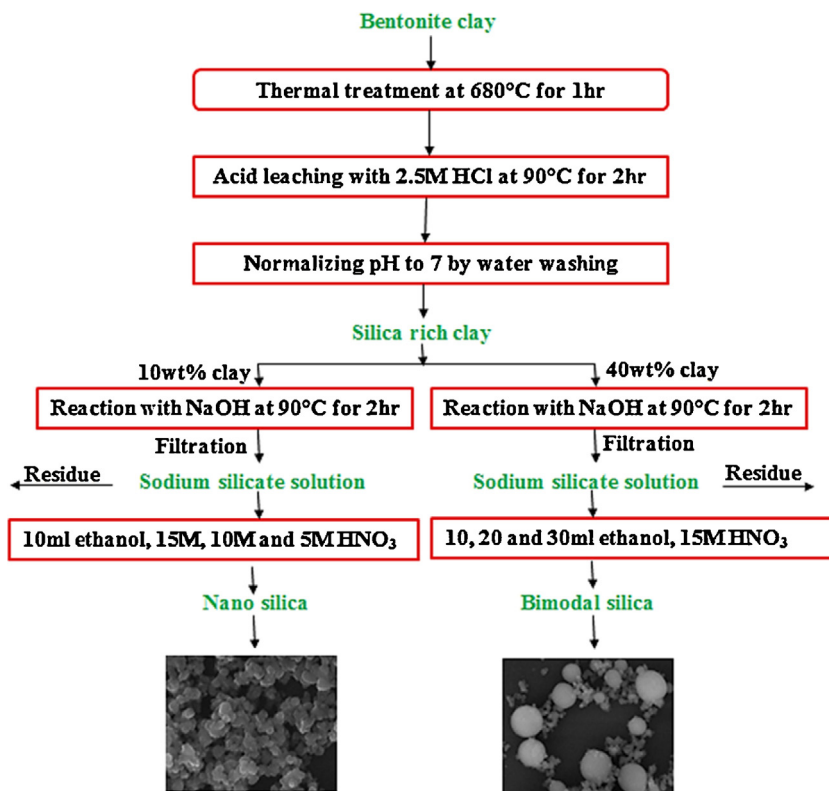 Bentonite clay
Thermal treatment at 680°C for 1hr
Acid leaching with 2.5M HCl at 90°C for 2hr
Normalizing pH to 7 by water washing
Silica rich clay
10wt% clay
40wt% clay
Reaction with NaOH at 90°C for 2hr
Reaction with NaOH at 90°C for 2hr
Filtration
Filtration
Residue
Sodium silicate solution
Sodium silicate solution
Residue
10ml ethanol, 15M, 10M and 5M HNO₃
10, 20 and 30ml ethanol, 15M HNO₃
Nano silica
Bimodal silica